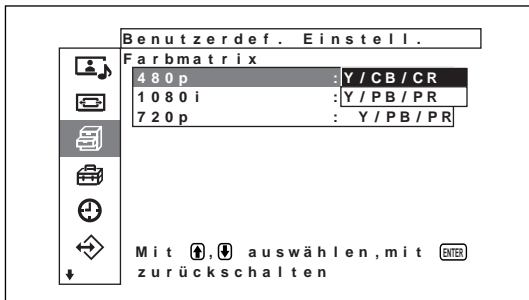 Benutzerdef. Einstell.
Farbmatrix
480p : Y/CB/CR
1080i : Y/PB/PR
720p : Y/PB/PR
Mit ⬆,⬇ auswählen,mit ENTER
zurückschalten